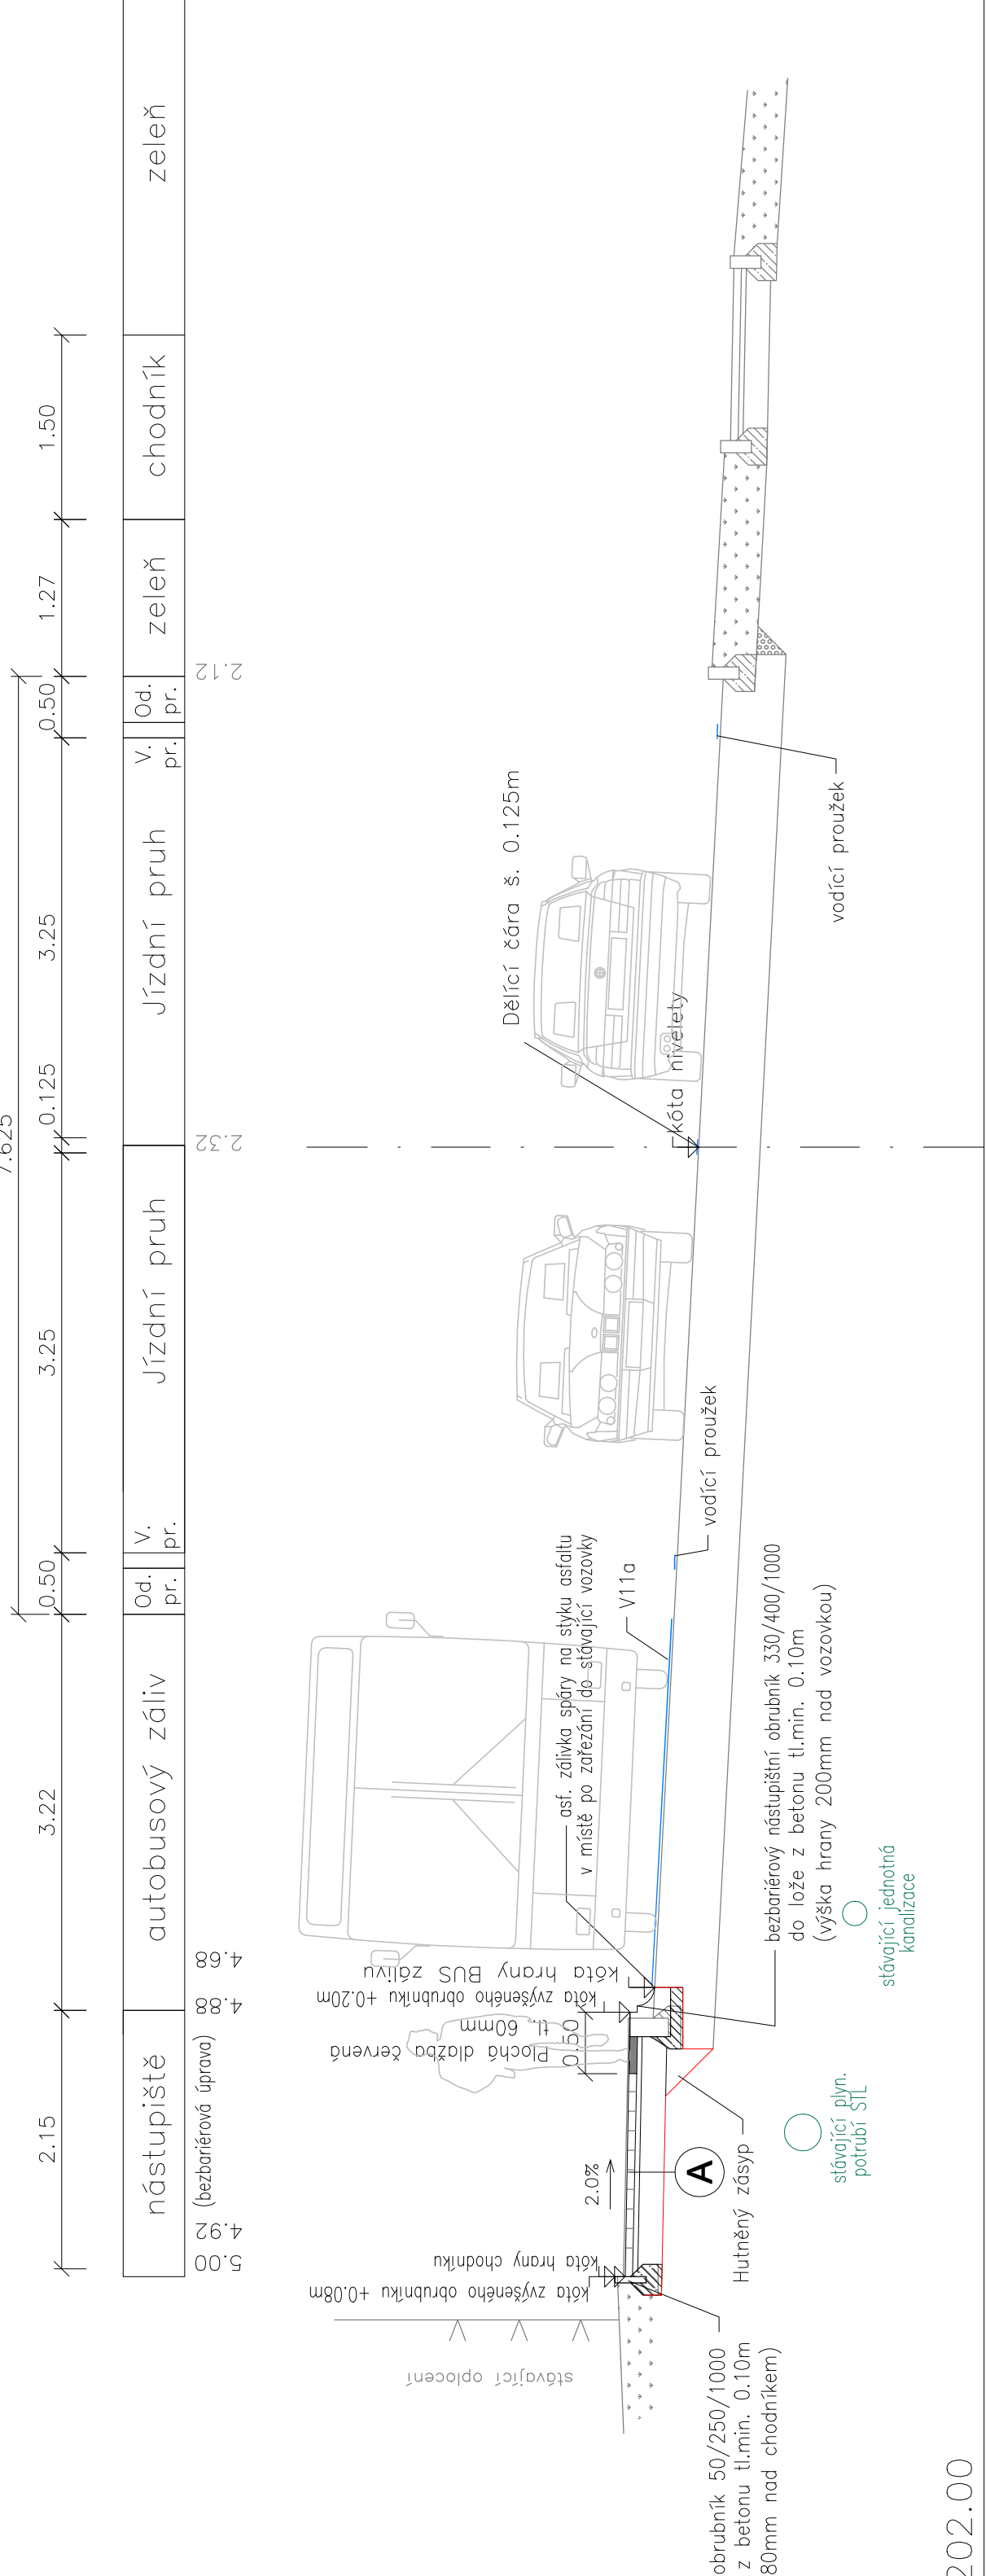 7.625
2.15
3.22
0.50
3.25
0.125
3.25
0.50
1.27
1.50
nástupiště
autobusový záliv
Od.
pr.
V.
pr.
Jízdní pruh
Jízdní pruh
V.
pr.
Od.
pr.
zeleň
chodník
zeleň
(bezbariérová úprava)
5.00
4.92
4.88
4.68
2.32
2.12
stávající oplocení
kóta zvýšeného obrubníku +0.08m
kóta hrany chodníku
2.0%
Plochá dlažba červená
tl. 60mm
0.50
kóta zvýšeného obrubníku +0.20m
kóta hrany BUS zálivu
asf. zálivka spáry na styku asfaltu
v místě po zařezání do stávající vozovky
V11a
vodící proužek
Dělící čára š. 0.125m
kóta nivelety
vodící proužek
A
Hutněný zásyp
bezbariérový nástupištní obrubník 330/400/1000
do lože z betonu tl.min. 0.10m
(výška hrany 200mm nad vozovkou)
obrubník 50/250/1000
z betonu tl.min. 0.10m
80mm nad chodníkem)
stávající plyn.
potrubí STL
stávající jednotná
kanalizace
202.00